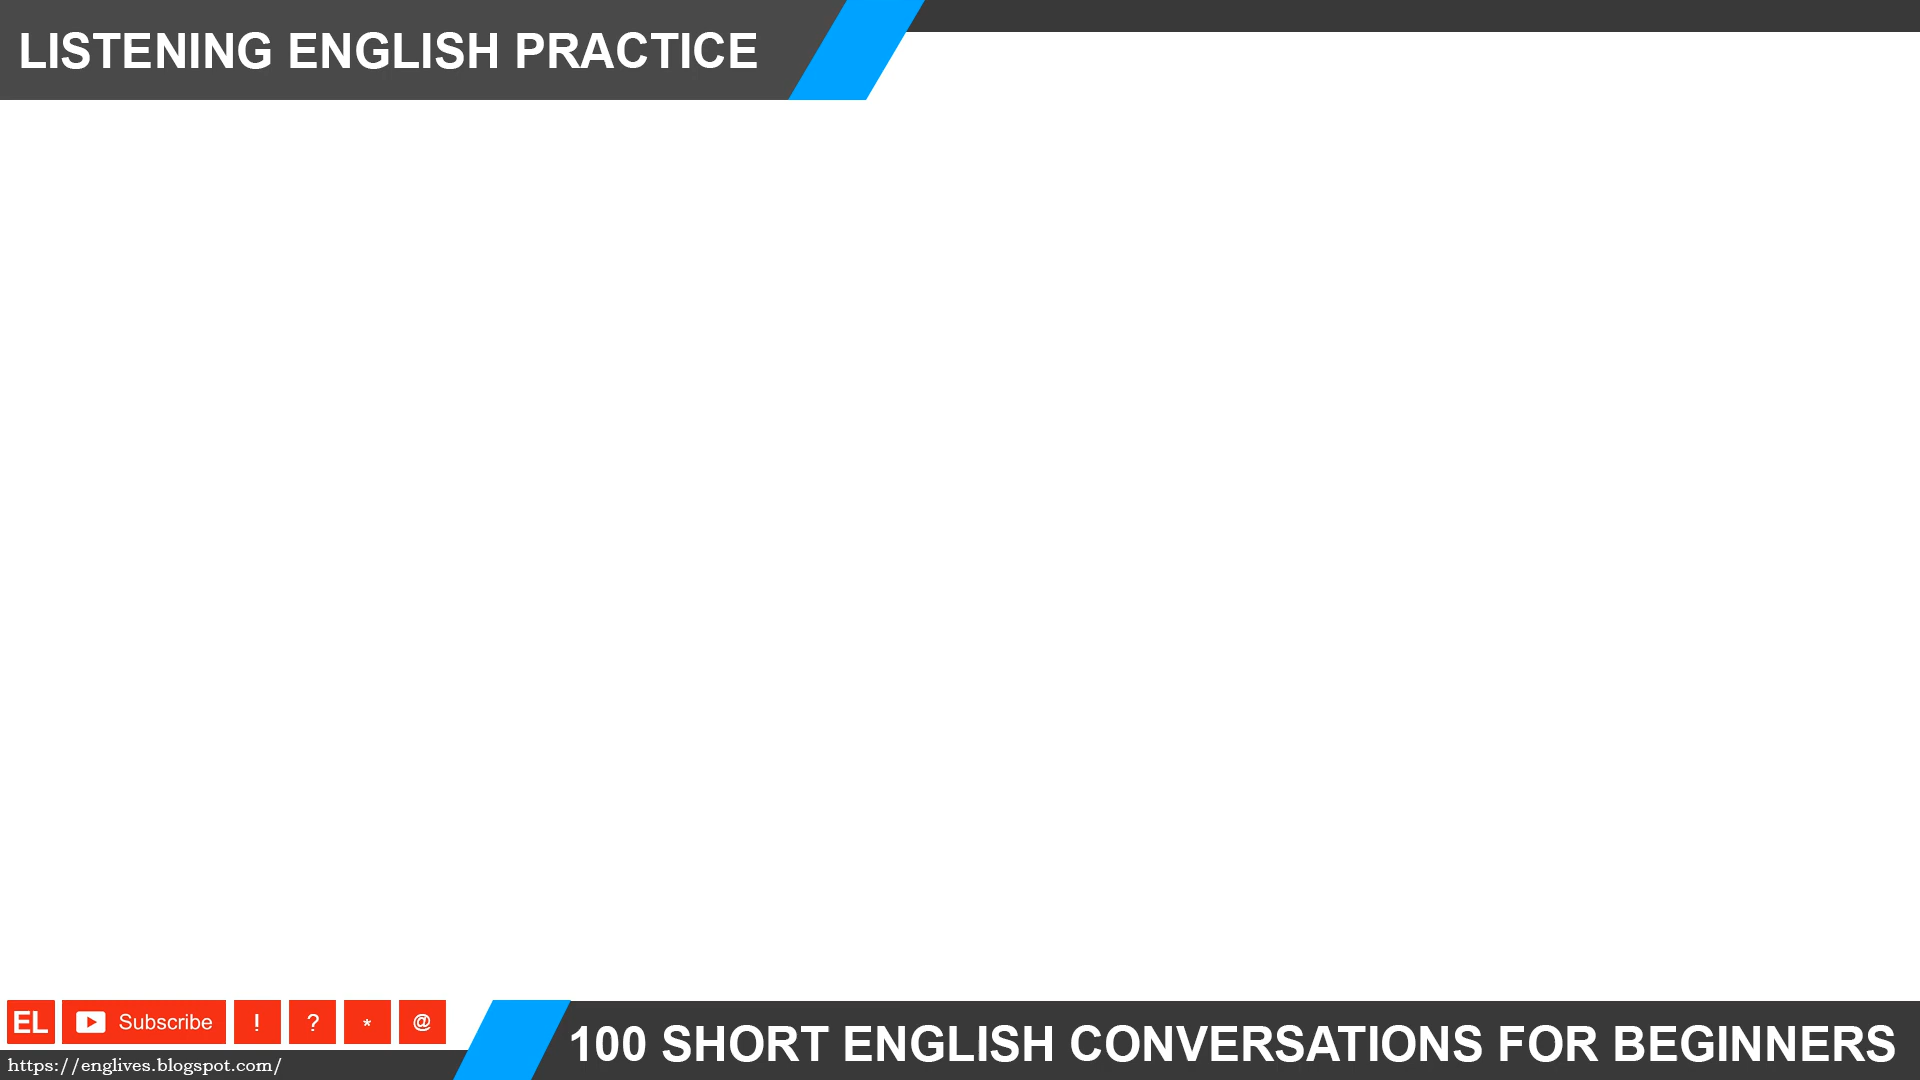 LISTENING ENGLISH PRACTICE
EL Subscribe ! ? * @
https://englives.blogspot.com/
100 SHORT ENGLISH CONVERSATIONS FOR BEGINNERS